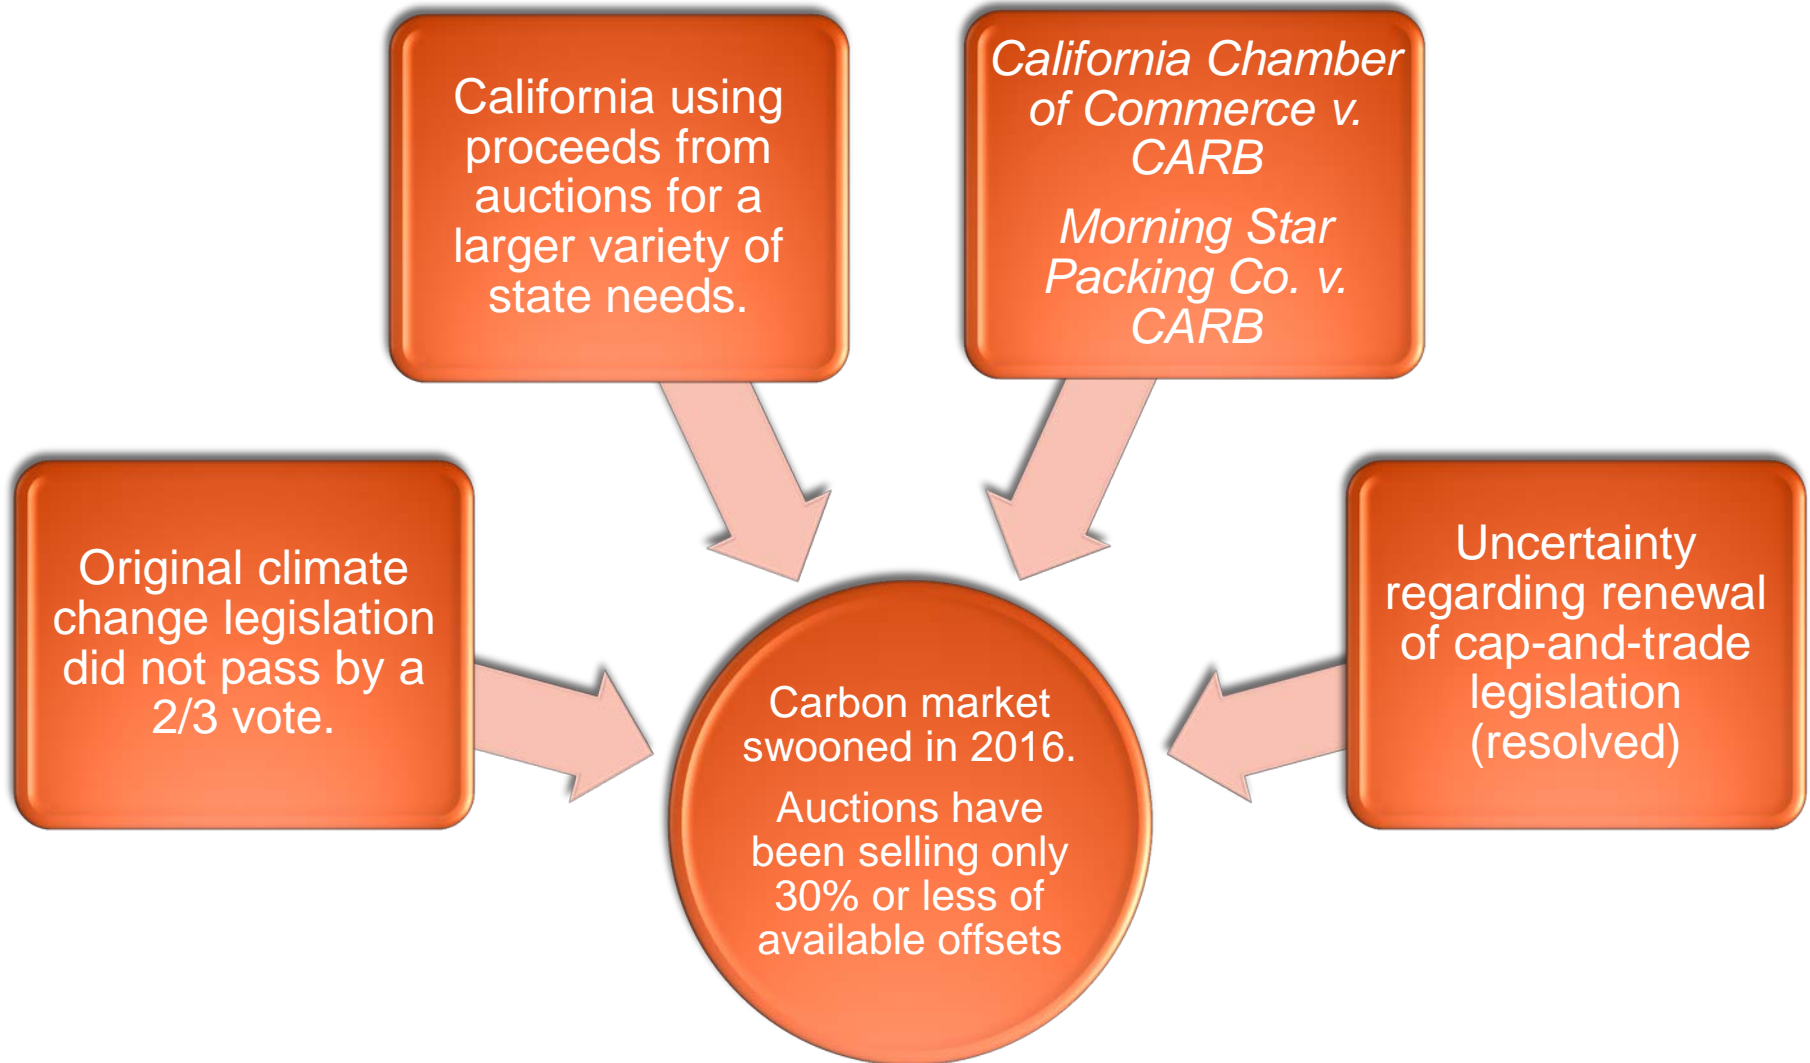 California using
proceeds from
auctions for a
larger variety of
state needs.
California Chamber
of Commerce v.
CARB
Morning Star
Packing Co. v.
CARB
Original climate
change legislation
did not pass by a
2/3 vote.
Uncertainty
regarding renewal
of cap-and-trade
legislation
(resolved)
Carbon market
swooned in 2016.
Auctions have
been selling only
30% or less of
available offsets